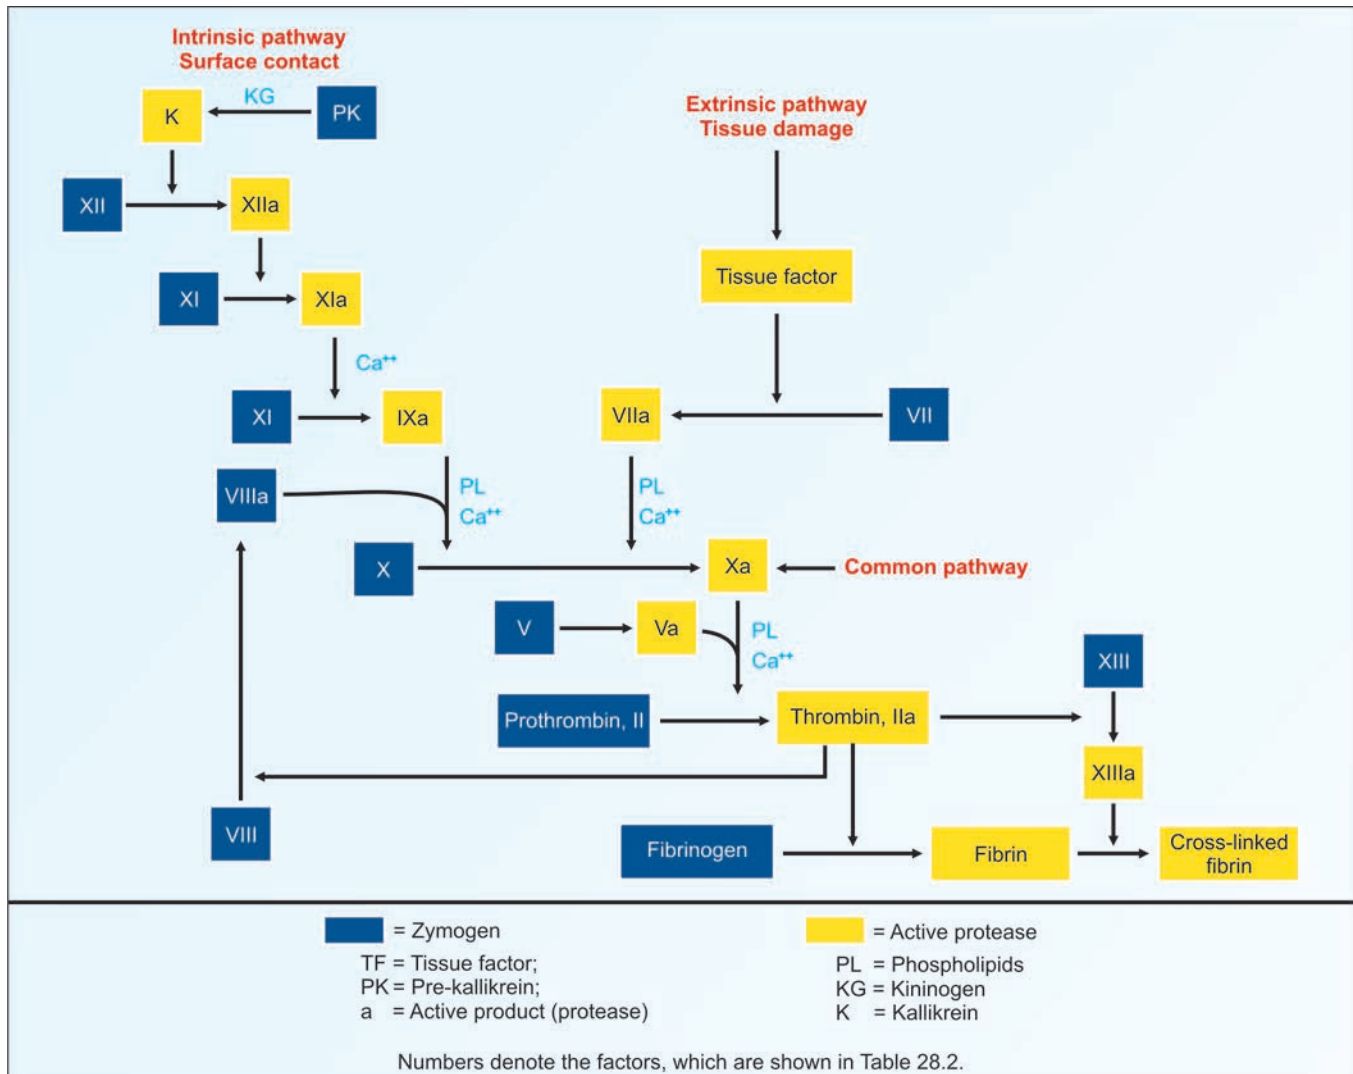 Intrinsic pathway
Surface contact
KG
K
PK
Extrinsic pathway
Tissue damage
XII
XIIa
Tissue factor
XI
XIa
Ca⁺⁺
XI
IXa
VIIa
VII
VIIIa
PL
Ca⁺⁺
PL
Ca⁺⁺
X
Xa
Common pathway
V
Va
PL
Ca⁺⁺
XIII
Prothrombin, II
Thrombin, IIa
XIIIa
VIII
Fibrinogen
Fibrin
Cross-linked
fibrin
= Zymogen
TF = Tissue factor;
PK = Pre-kallikrein;
a = Active product (protease)
= Active protease
PL = Phospholipids
KG = Kininogen
K = Kallikrein
Numbers denote the factors, which are shown in Table 28.2.